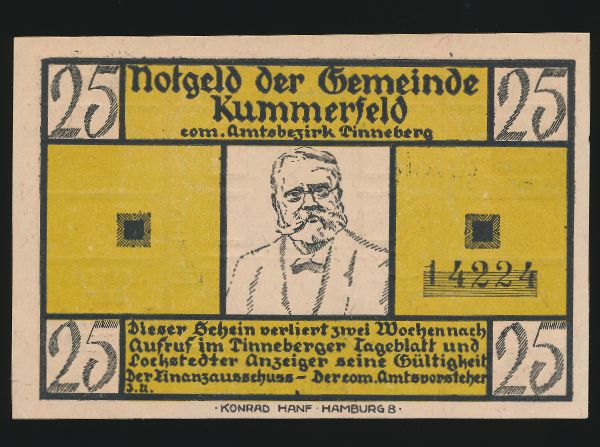 25 Notgeld der Gemeinde 25
Kummerfeld
com. Amtsbezirk Pinneberg
14224
25 Dieser Schein verliert zwei Wochen nach 25
Aufruf im Pinneberger Tageblatt und
Lockstedter Anzeiger seine Gültigkeit
Der Finanzausschuss - Der com. Amtsvorsteher
z.u.
· KONRAD HANF · HAMBURG 8 ·